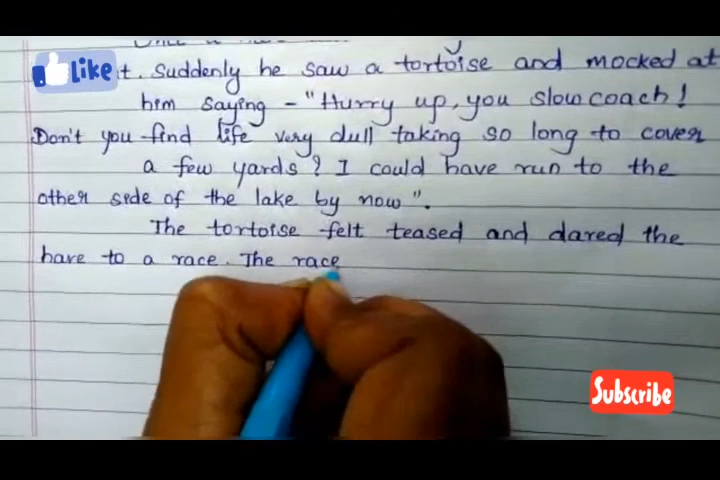 Like
t. Suddenly he saw a tortoise and mocked at
him saying - "Hurry up, you slow coach!
Don't you find life very dull taking so long to cover
a few yards? I could have run to the
other side of the lake by now".
The tortoise felt teased and dared the
hare to a race. The race
Subscribe